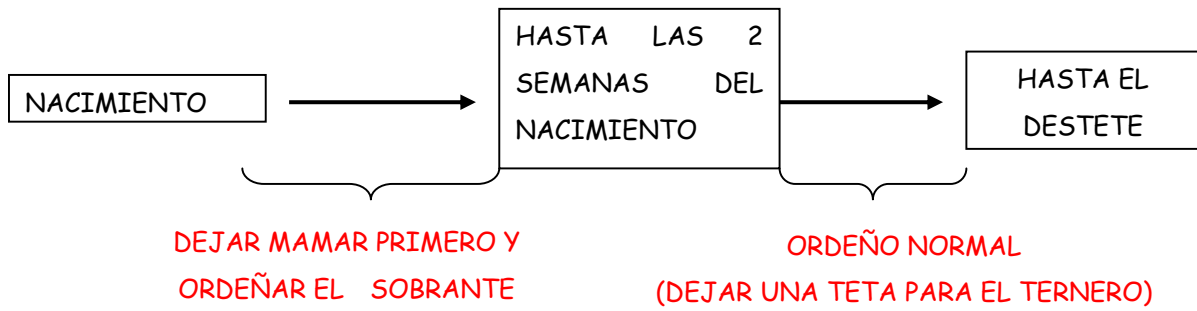 NACIMIENTO
HASTA LAS 2
SEMANAS DEL
NACIMIENTO
HASTA EL
DESTETE
DEJAR MAMAR PRIMERO Y
ORDEÑAR EL SOBRANTE
ORDEÑO NORMAL
(DEJAR UNA TETA PARA EL TERNERO)